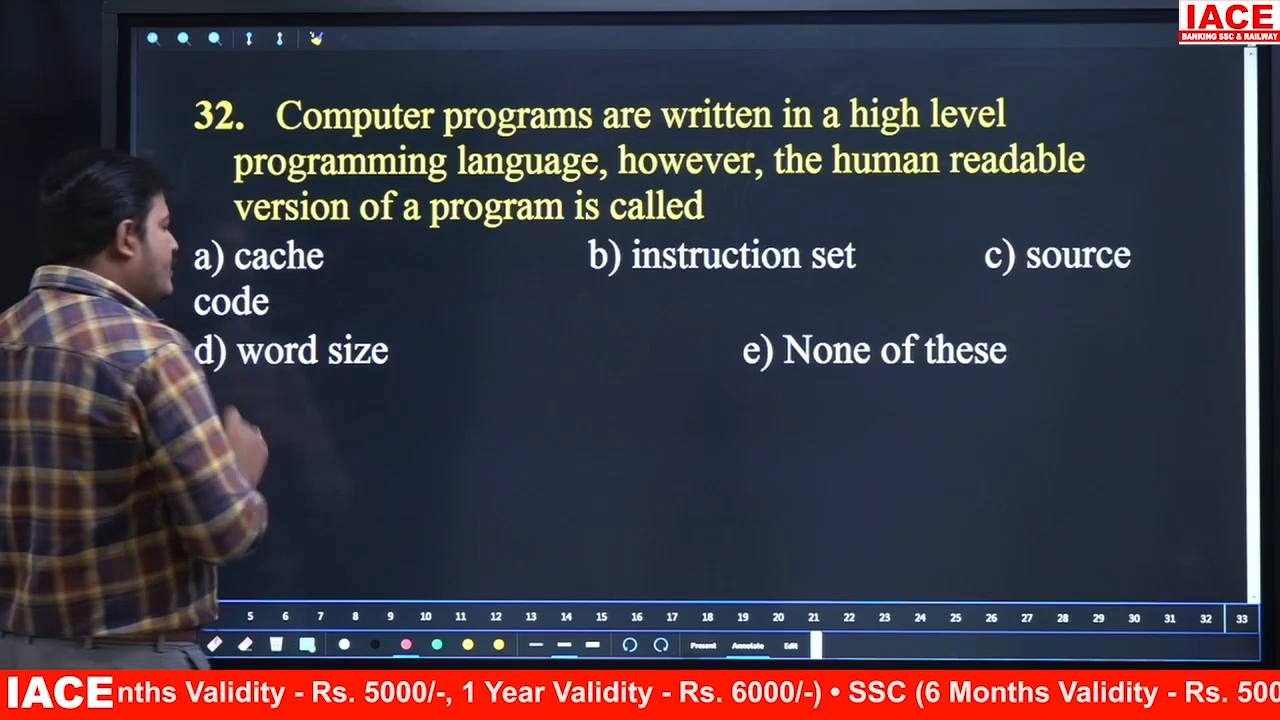 IACE
BANKING SSC & RAILWAY
32. Computer programs are written in a high level
programming language, however, the human readable
version of a program is called
a) cache b) instruction set c) source
code
d) word size e) None of these
5 6 7 8 9 10 11 12 13 14 15 16 17 18 19 20 21 22 23 24 25 26 27 28 29 30 31 32 33
Present Annotate Edit
IACE nths Validity - Rs. 5000/-, 1 Year Validity - Rs. 6000/-) • SSC (6 Months Validity - Rs. 500